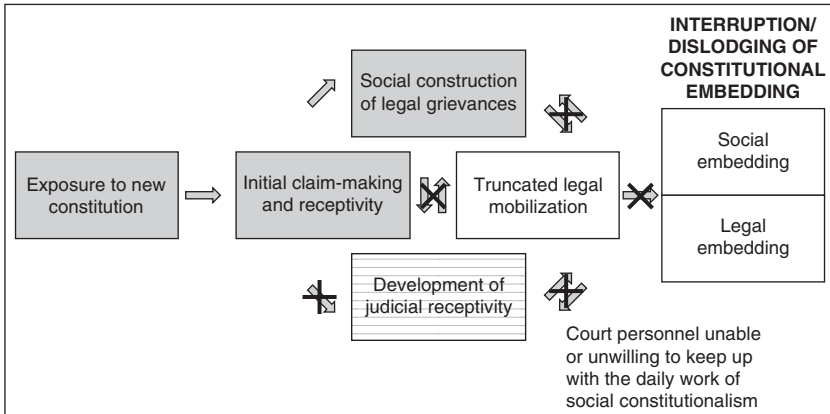 INTERRUPTION/
DISLODGING OF
CONSTITUTIONAL
EMBEDDING
Social construction
of legal grievances
Exposure to new
constitution
Initial claim-making
and receptivity
Truncated legal
mobilization
Social
embedding
Legal
embedding
Development of
judicial receptivity
Court personnel unable
or unwilling to keep up
with the daily work of
social constitutionalism